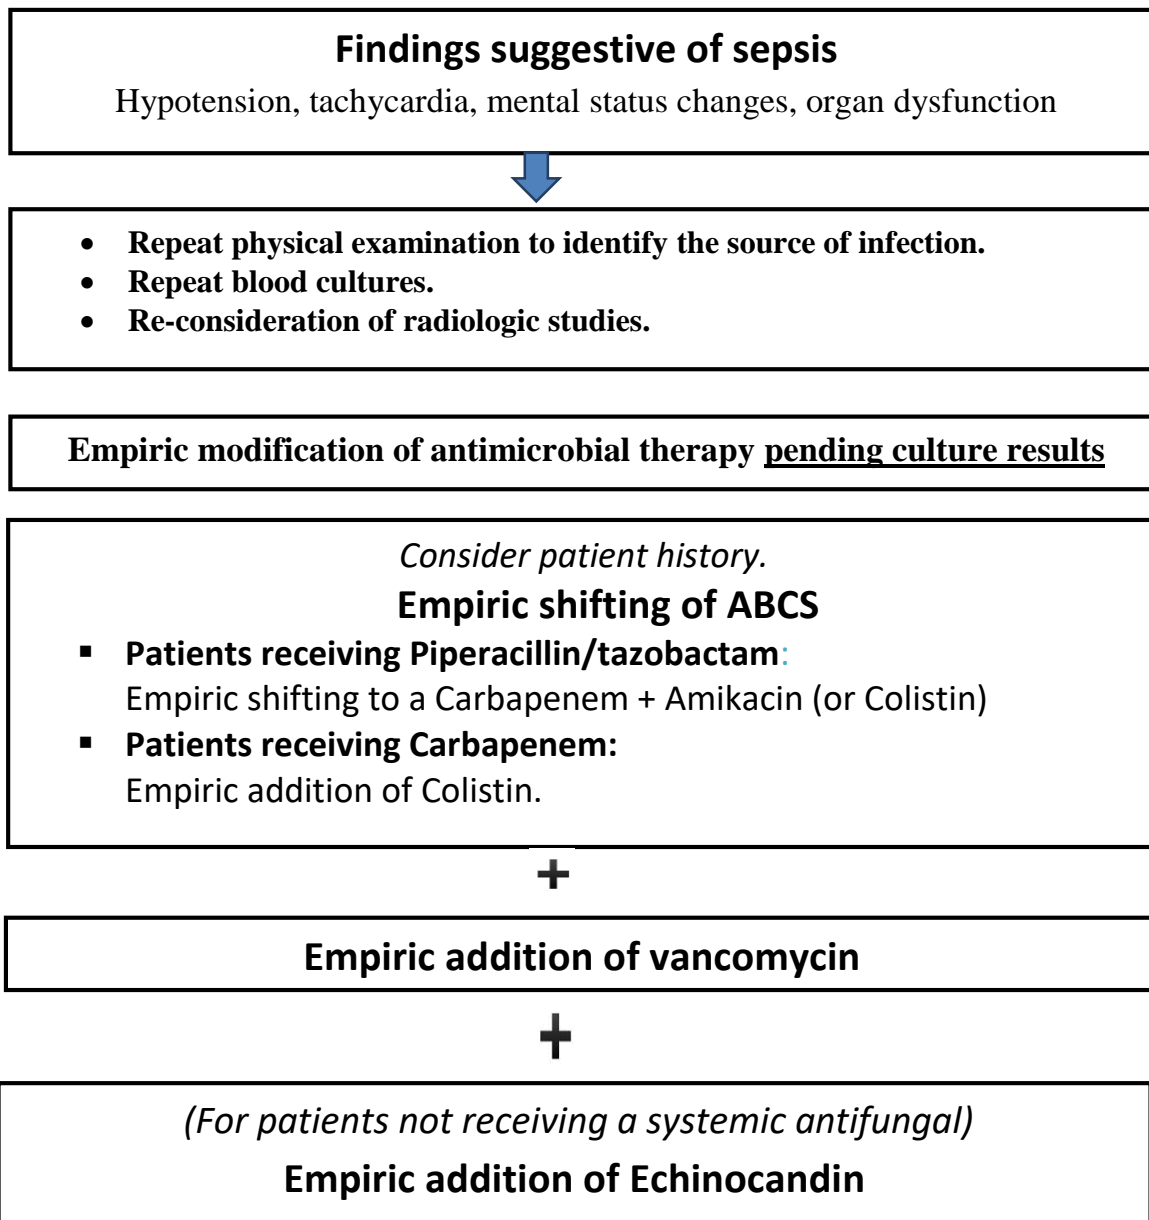 Findings suggestive of sepsis
Hypotension, tachycardia, mental status changes, organ dysfunction
• Repeat physical examination to identify the source of infection.
• Repeat blood cultures.
• Re-consideration of radiologic studies.
Empiric modification of antimicrobial therapy pending culture results
Consider patient history.
Empiric shifting of ABCS
▪ Patients receiving Piperacillin/tazobactam:
Empiric shifting to a Carbapenem + Amikacin (or Colistin)
▪ Patients receiving Carbapenem:
Empiric addition of Colistin.
+
Empiric addition of vancomycin
+
(For patients not receiving a systemic antifungal)
Empiric addition of Echinocandin